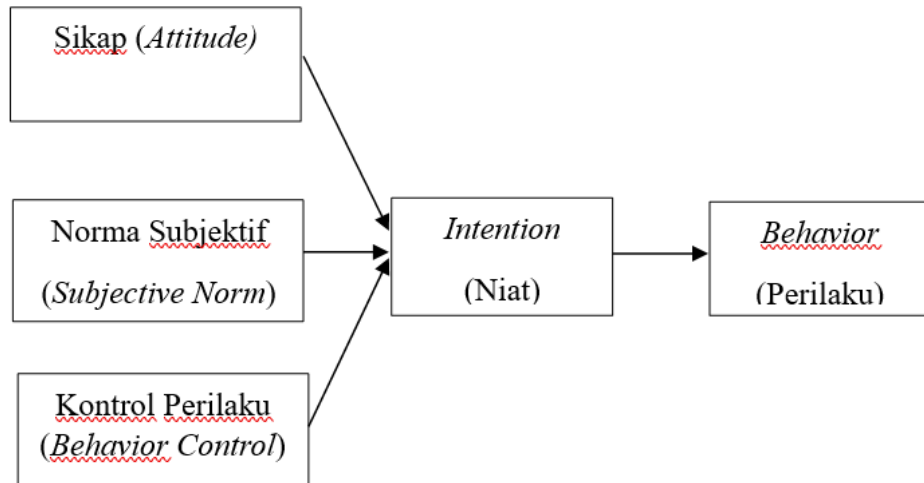 Sikap (Attitude)
Norma Subjektif
(Subjective Norm)
Kontrol Perilaku
(Behavior Control)
Intention
(Niat)
Behavior
(Perilaku)